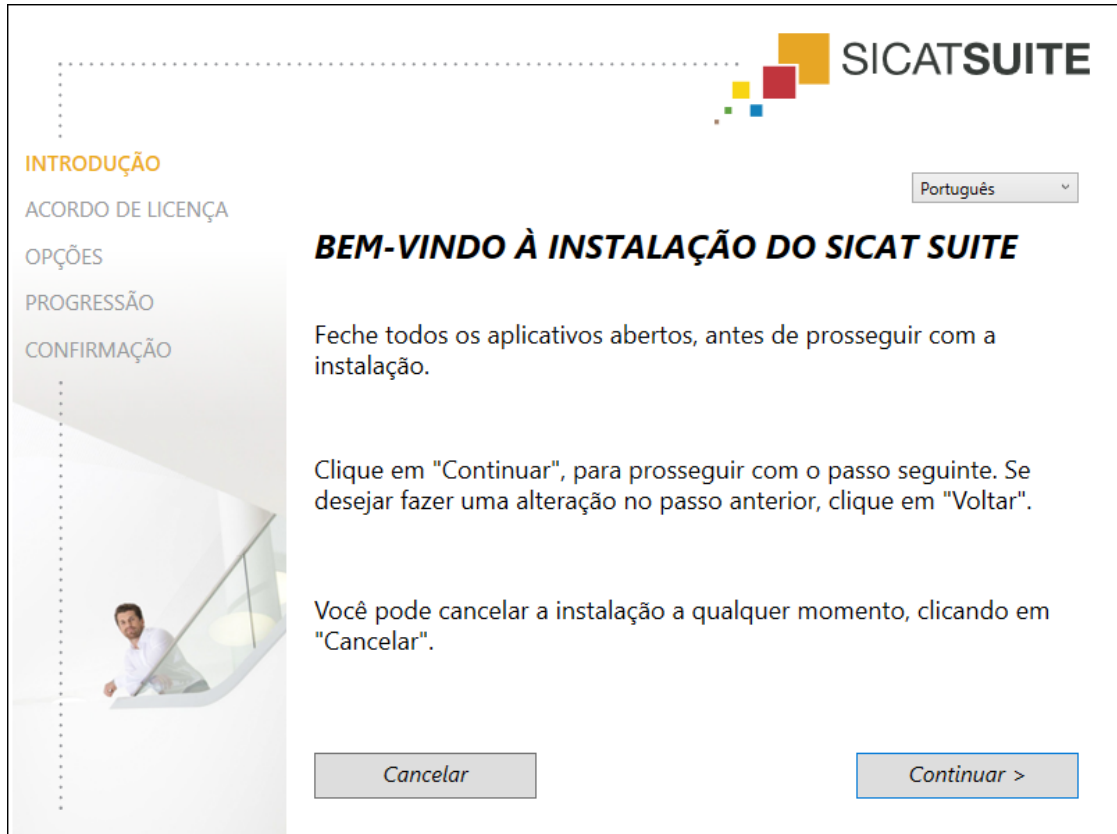 SICATSUITE
INTRODUÇÃO
ACORDO DE LICENÇA
OPÇÕES
PROGRESSÃO
CONFIRMAÇÃO
Português
BEM-VINDO À INSTALAÇÃO DO SICAT SUITE
Feche todos os aplicativos abertos, antes de prosseguir com a
instalação.
Clique em "Continuar", para prosseguir com o passo seguinte. Se
desejar fazer uma alteração no passo anterior, clique em "Voltar".
Você pode cancelar a instalação a qualquer momento, clicando em
"Cancelar".
Cancelar
Continuar >